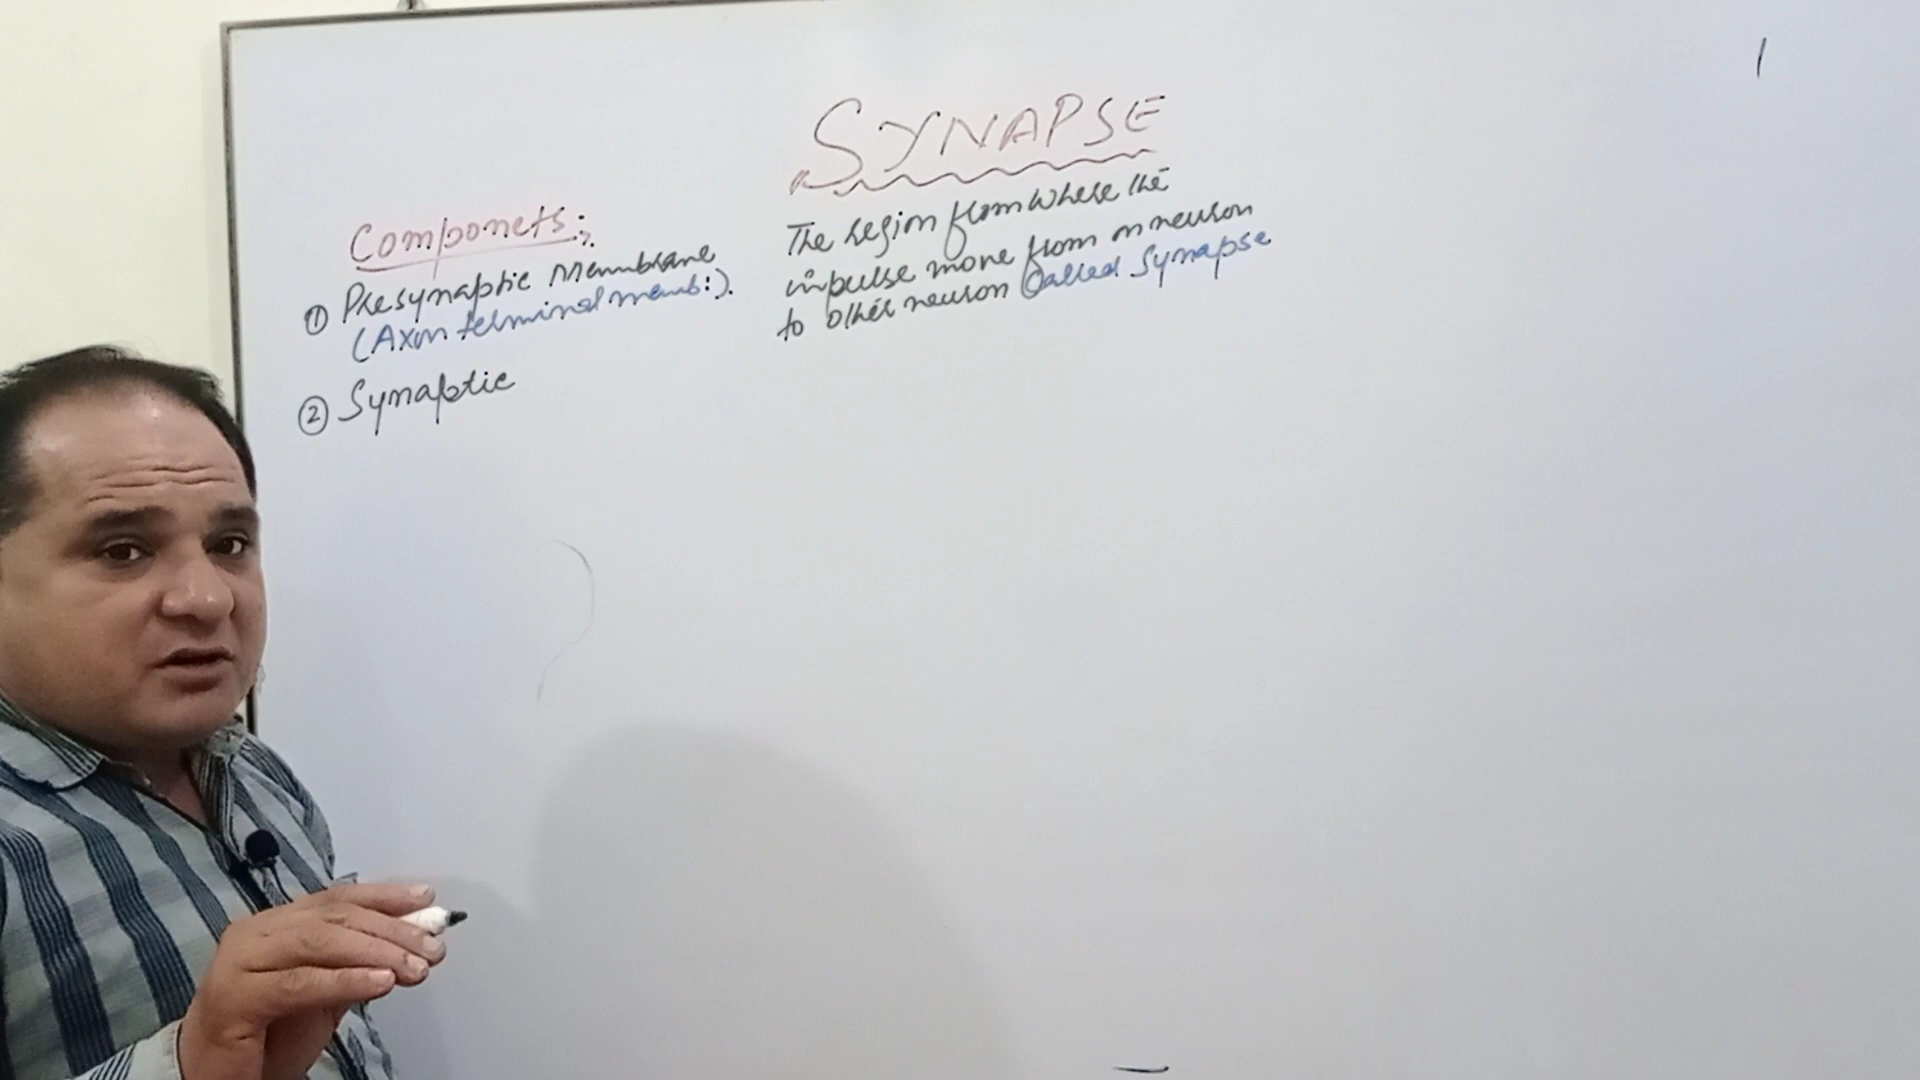 SYNAPSE
The region from where the
impulse move from on neuron
to other neuron called Synapse
Componets:
① Presynaptic Membrane
(Axon terminal memb:).
② Synaptic